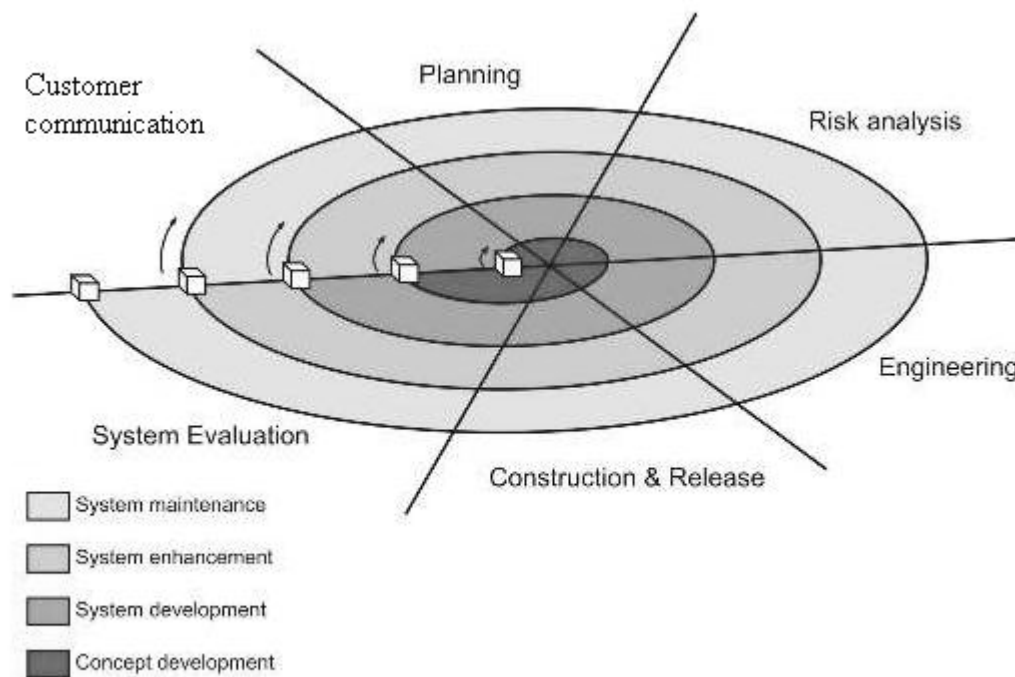 Planning
Customer
communication
Risk analysis
Engineering
System Evaluation
Construction & Release
System maintenance
System enhancement
System development
Concept development